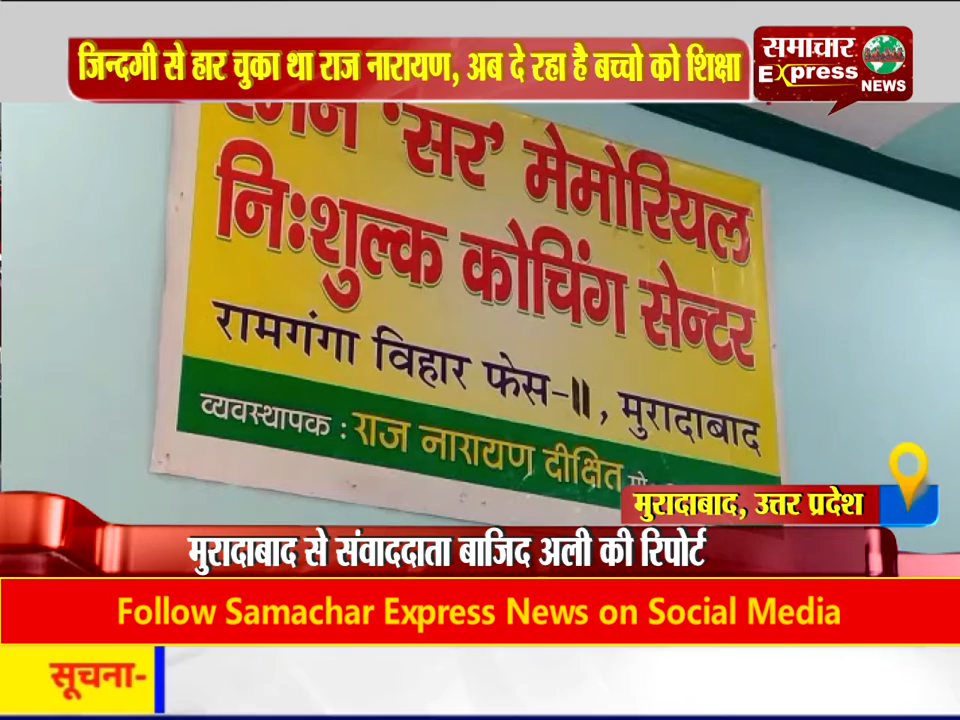 जिन्दगी से हार चुका था राज नारायण, अब दे रहा है बच्चो को शिक्षा
समाचार
Express
NEWS
'सर' मेमोरियल
निःशुल्क कोचिंग सेन्टर
रामगंगा विहार फेस-II, मुरादाबाद
व्यवस्थापक : राज नारायण दीक्षित
मुरादाबाद, उत्तर प्रदेश
मुरादाबाद से संवाददाता बाजिद अली की रिपोर्ट
Follow Samachar Express News on Social Media
सूचना-